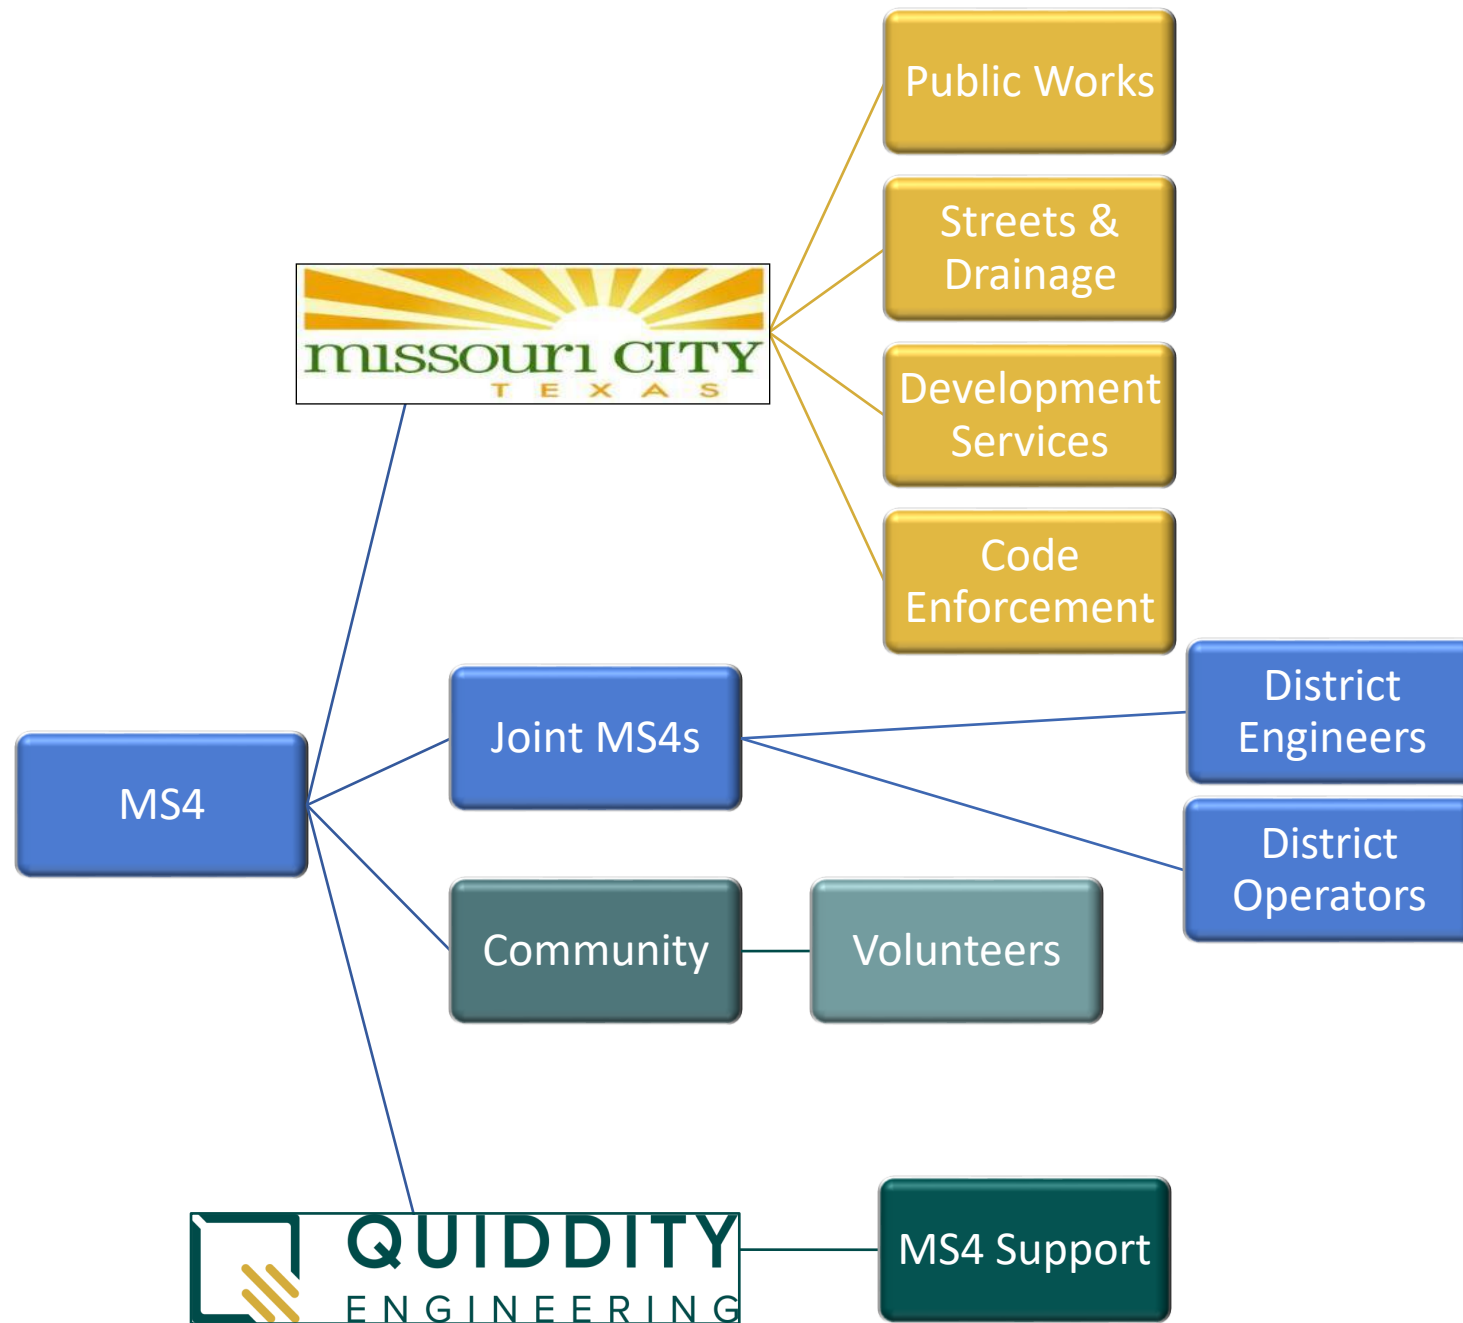 Public Works
Streets &
Drainage
missouri CITY
TEXAS
Development
Services
Code
Enforcement
District
Engineers
Joint MS4s
MS4
District
Operators
Community
Volunteers
QUIDDITY
ENGINEERING
MS4 Support